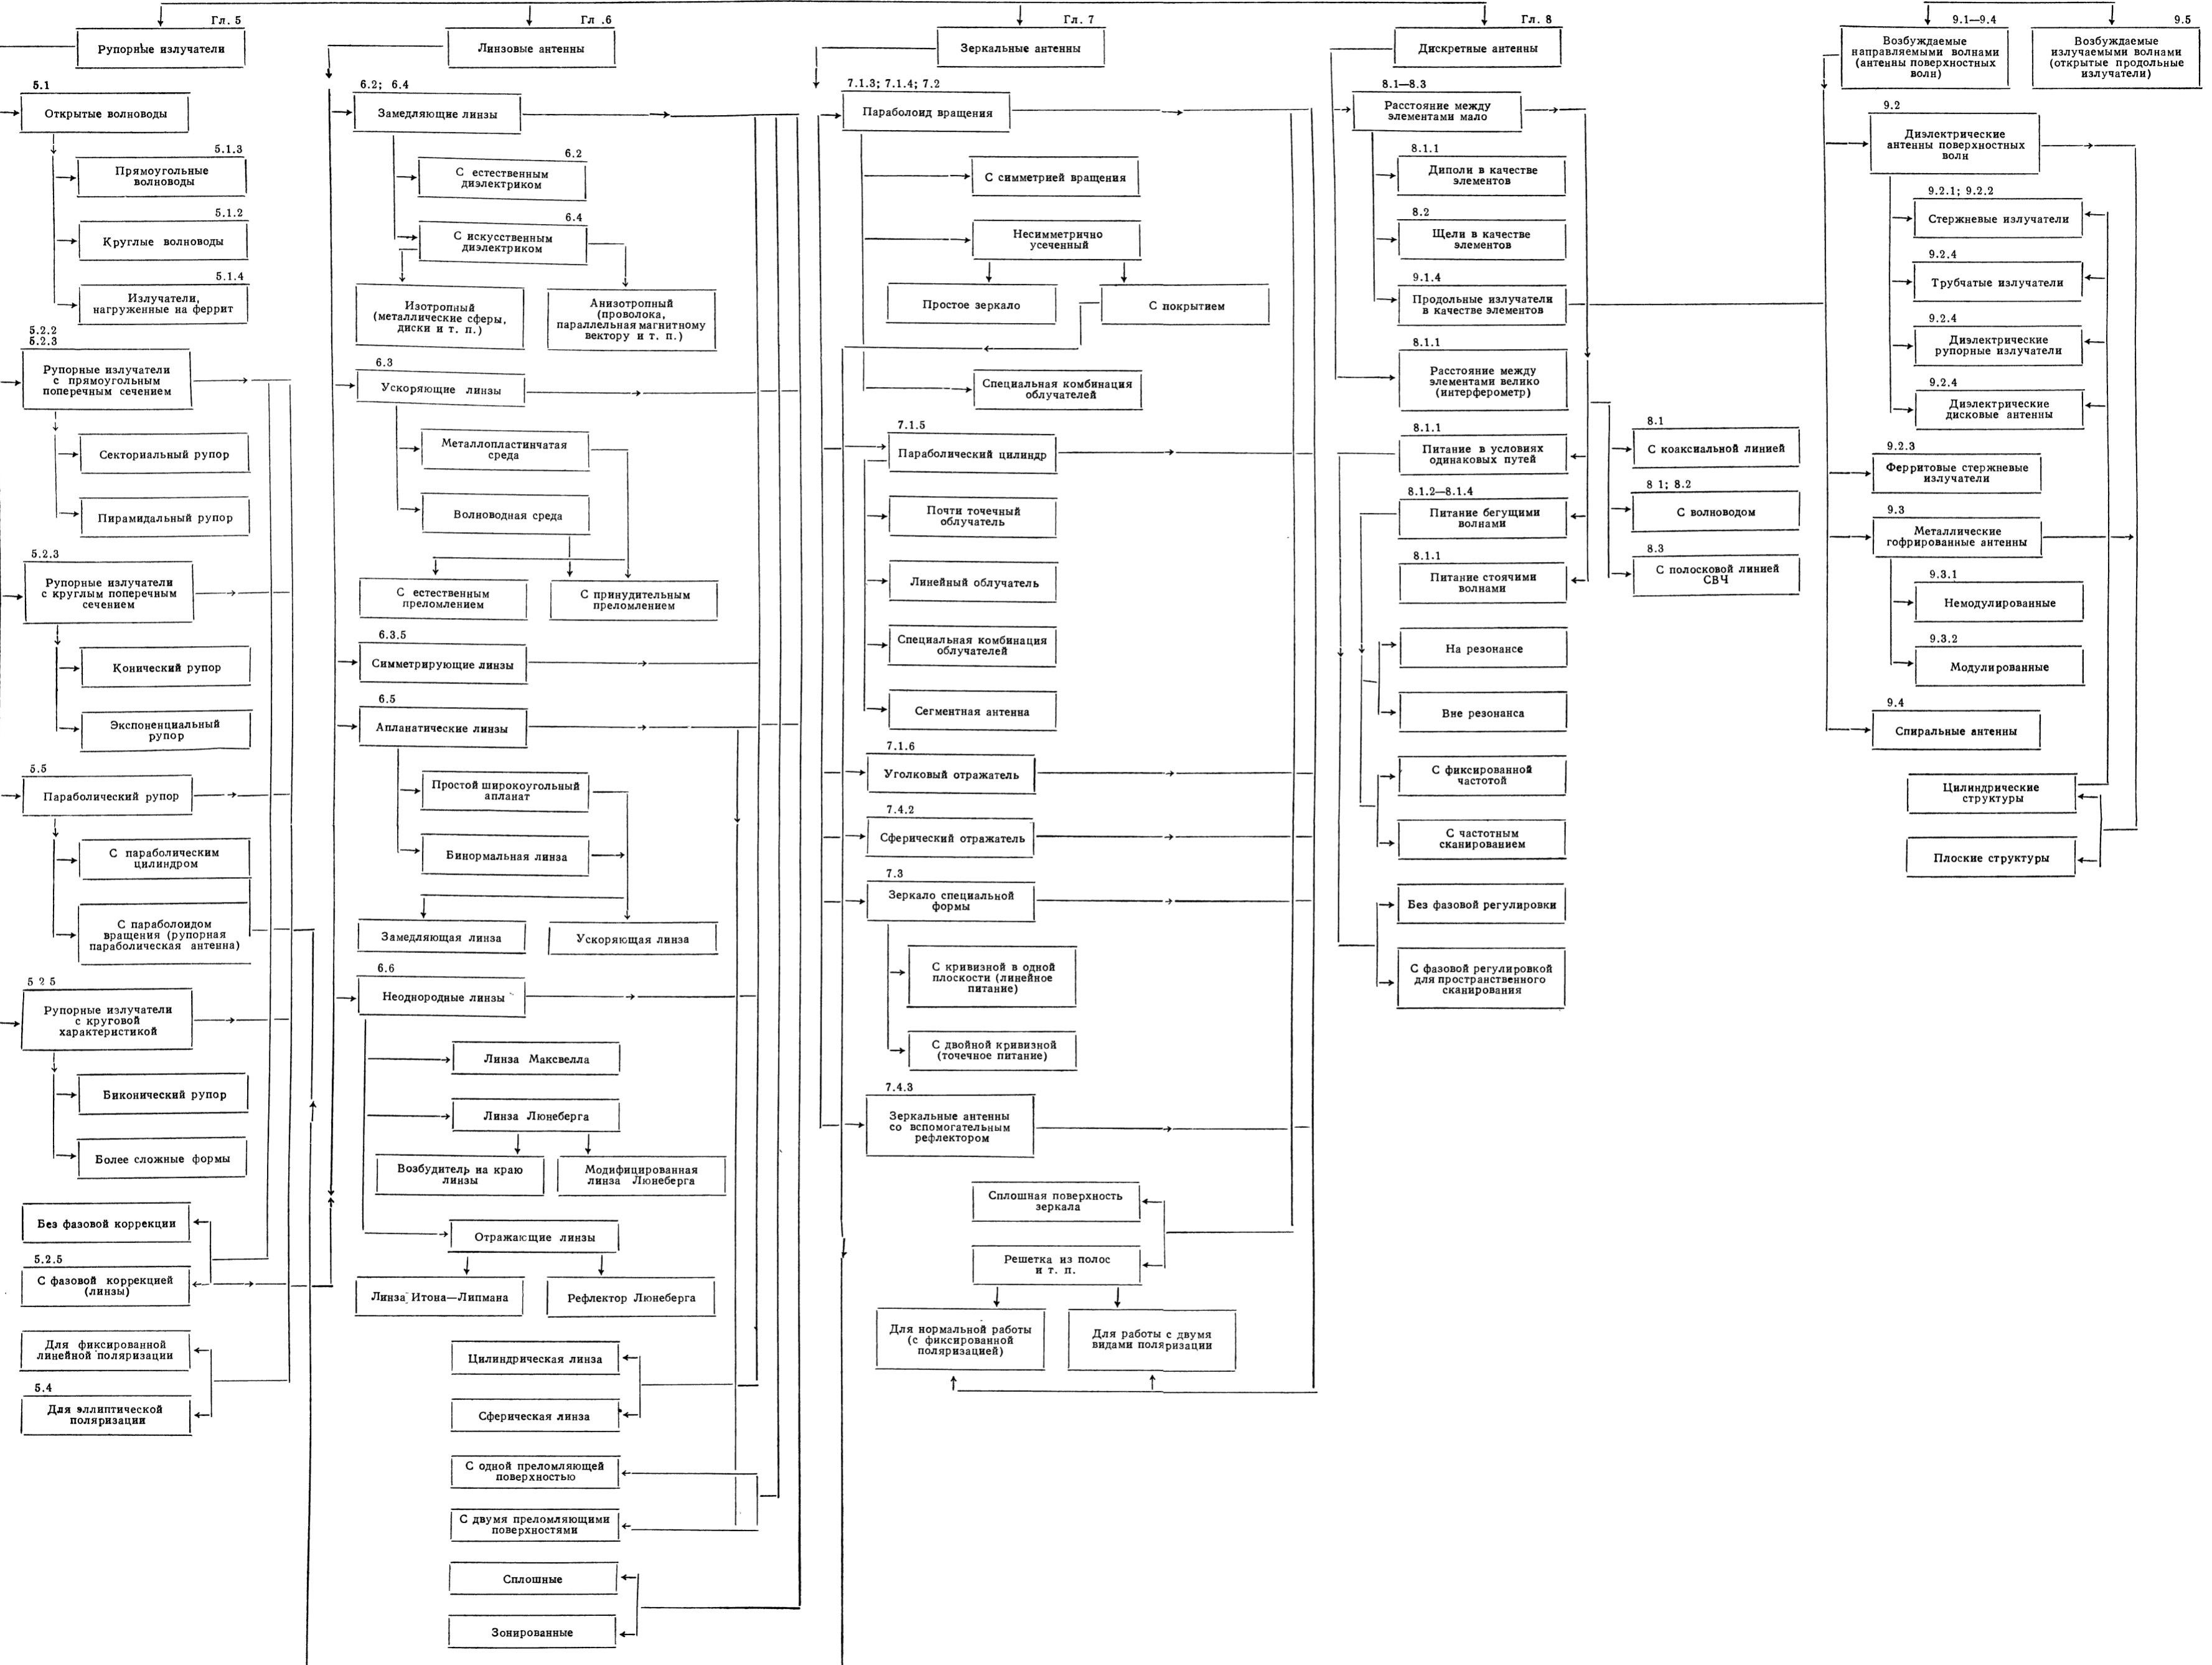 Гл. 5
Рупорные излучатели
5.1
Открытые волноводы
5.1.3
Прямоугольные
волноводы
5.1.2
Круглые волноводы
5.1.4
Излучатели,
нагруженные на феррит
5.2.2
5.2.3
Рупорные излучатели
с прямоугольным
поперечным сечением
Секториальный рупор
Пирамидальный рупор
5.2.3
Рупорные излучатели
с круглым поперечным
сечением
Конический рупор
Экспоненциальный
рупор
5.5
Параболический рупор
С параболическим
цилиндром
С параболоидом
вращения (рупорная
параболическая антенна)
5 2 5
Рупорные излучатели
с круговой
характеристикой
Биконический рупор
Более сложные формы
Без фазовой коррекции
5.2.5
С фазовой коррекцией
(линзы)
Для фиксированной
линейной поляризации
5.4
Для эллиптической
поляризации
Гл .6
Линзовые антенны
6.2; 6.4
Замедляющие линзы
6.2
С естественным
диэлектриком
6.4
С искусственным
диэлектриком
Изотропный
(металлические сферы,
диски и т. п.)
Анизотропный
(проволока,
параллельная магнитному
вектору и т. п.)
6.3
Ускоряющие линзы
Металлопластинчатая
среда
Волноводная среда
С естественным
преломлением
С принудительным
преломлением
6.3.5
Симметрирующие линзы
6.5
Апланатические линзы
Простой широкоугольный
апланат
Бинормальная линза
Замедляющая линза
Ускоряющая линза
6.6
Неоднородные линзы
Линза Максвелла
Линза Люнеберга
Возбудитель на краю
линзы
Модифицированная
линза Люнеберга
Отражающие линзы
Линза Итона—Липмана
Рефлектор Люнеберга
Цилиндрическая линза
Сферическая линза
С одной преломляющей
поверхностью
С двумя преломляющими
поверхностями
Сплошные
Зонированные
Гл. 7
Зеркальные антенны
7.1.3; 7.1.4; 7.2
Параболоид вращения
С симметрией вращения
Несимметрично
усеченный
Простое зеркало
С покрытием
Специальная комбинация
облучателей
7.1.5
Параболический цилиндр
Почти точечный
облучатель
Линейный облучатель
Специальная комбинация
облучателей
Сегментная антенна
7.1.6
Уголковый отражатель
7.4.2
Сферический отражатель
7.3
Зеркало специальной
формы
С кривизной в одной
плоскости (линейное
питание)
С двойной кривизной
(точечное питание)
7.4.3
Зеркальные антенны
со вспомогательным
рефлектором
Сплошная поверхность
зеркала
Решетка из полос
и т. п.
Для нормальной работы
(с фиксированной
поляризацией)
Для работы с двумя
видами поляризации
Гл. 8
Дискретные антенны
8.1—8.3
Расстояние между
элементами мало
8.1.1
Диполи в качестве
элементов
8.2
Щели в качестве
элементов
9.1.4
Продольные излучатели
в качестве элементов
8.1.1
Расстояние между
элементами велико
(интерферометр)
8.1.1
Питание в условиях
одинаковых путей
8.1.2—8.1.4
Питание бегущими
волнами
8.1.1
Питание стоячими
волнами
На резонансе
Вне резонанса
С фиксированной
частотой
С частотным
сканированием
Без фазовой регулировки
С фазовой регулировкой
для пространственного
сканирования
8.1
С коаксиальной линией
8 1; 8.2
С волноводом
8.3
С полосковой линией
СВЧ
9.1—9.4
Возбуждаемые
направляемыми волнами
(антенны поверхностных
волн)
9.5
Возбуждаемые
излучаемыми волнами
(открытые продольные
излучатели)
9.2
Диэлектрические
антенны поверхностных
волн
9.2.1; 9.2.2
Стержневые излучатели
9.2.4
Трубчатые излучатели
9.2.4
Диэлектрические
рупорные излучатели
9.2.4
Диэлектрические
дисковые антенны
9.2.3
Ферритовые стержневые
излучатели
9.3
Металлические
гофрированные антенны
9.3.1
Немодулированные
9.3.2
Модулированные
9.4
Спиральные антенны
Цилиндрические
структуры
Плоские структуры